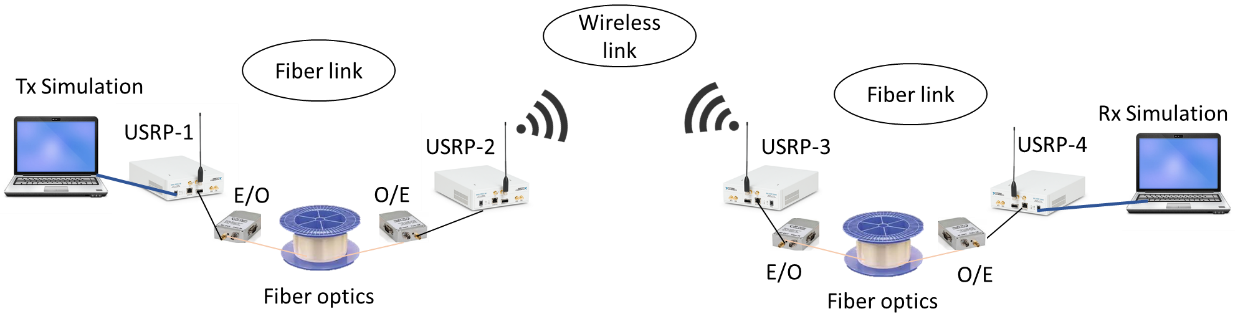 Wireless
link
Fiber link
Fiber link
Tx Simulation
Rx Simulation
USRP-1
USRP-2
USRP-3
USRP-4
E/O
O/E
E/O
O/E
Fiber optics
Fiber optics